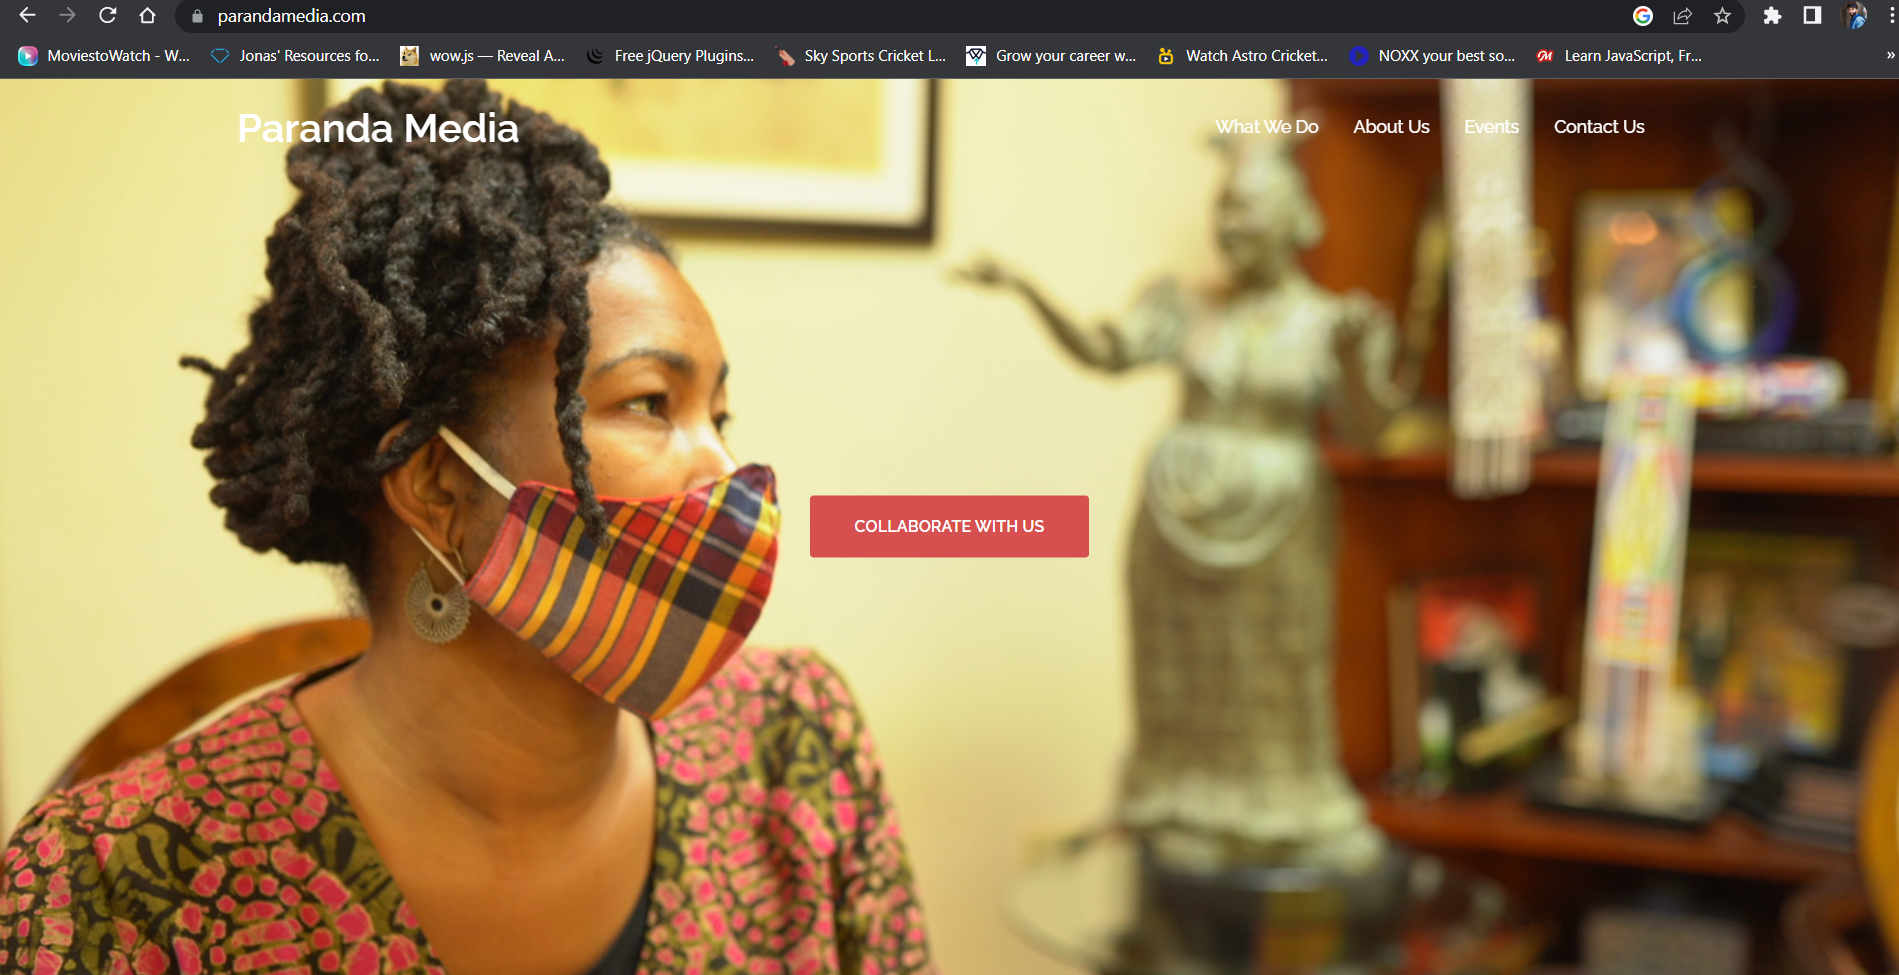 parandamedia.com
MoviestoWatch - W... Jonas' Resources fo... wow.js — Reveal A... Free jQuery Plugins... Sky Sports Cricket L... Grow your career w... Watch Astro Cricket... NOXX your best so... Learn JavaScript, Fr... »
Paranda Media
What We Do About Us Events Contact Us
COLLABORATE WITH US